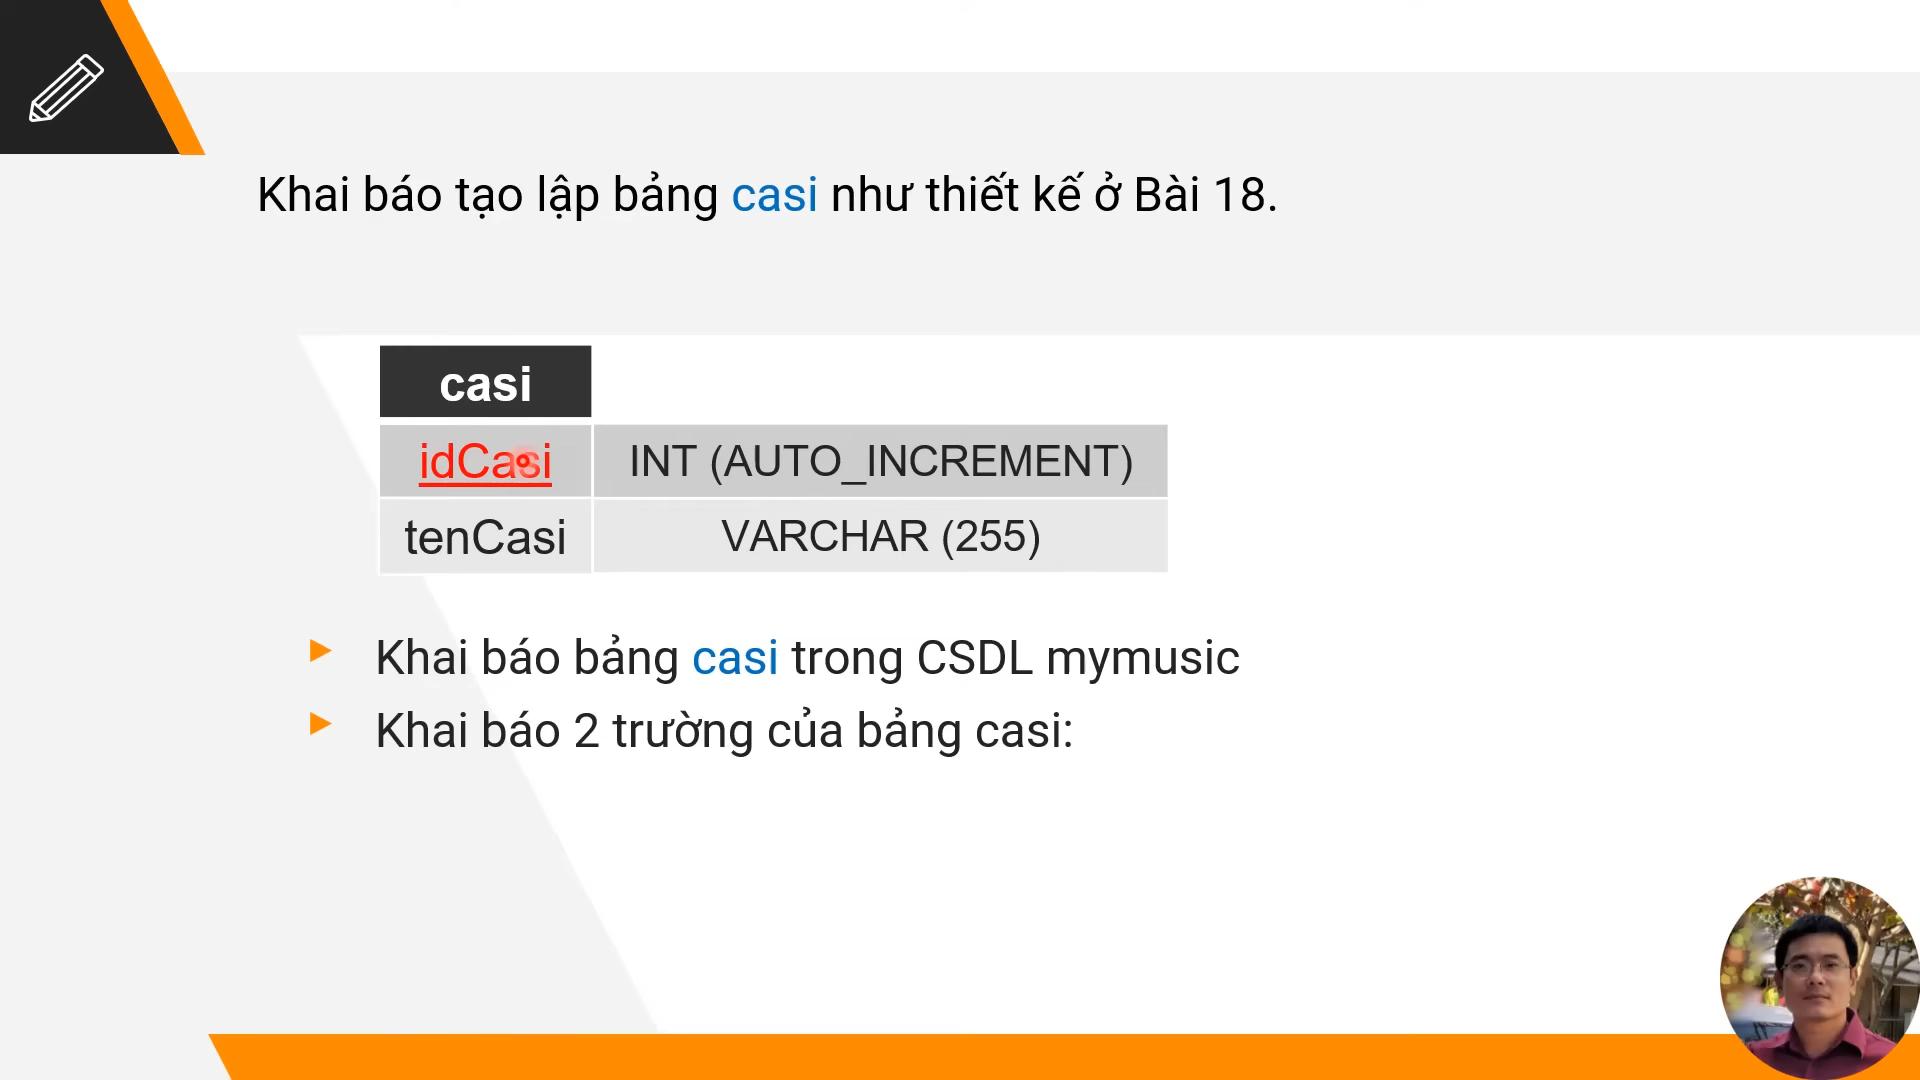 Khai báo tạo lập bảng casi như thiết kế ở Bài 18.
casi
idCasi INT (AUTO_INCREMENT)
tenCasi VARCHAR (255)
Khai báo bảng casi trong CSDL mymusic
Khai báo 2 trường của bảng casi: